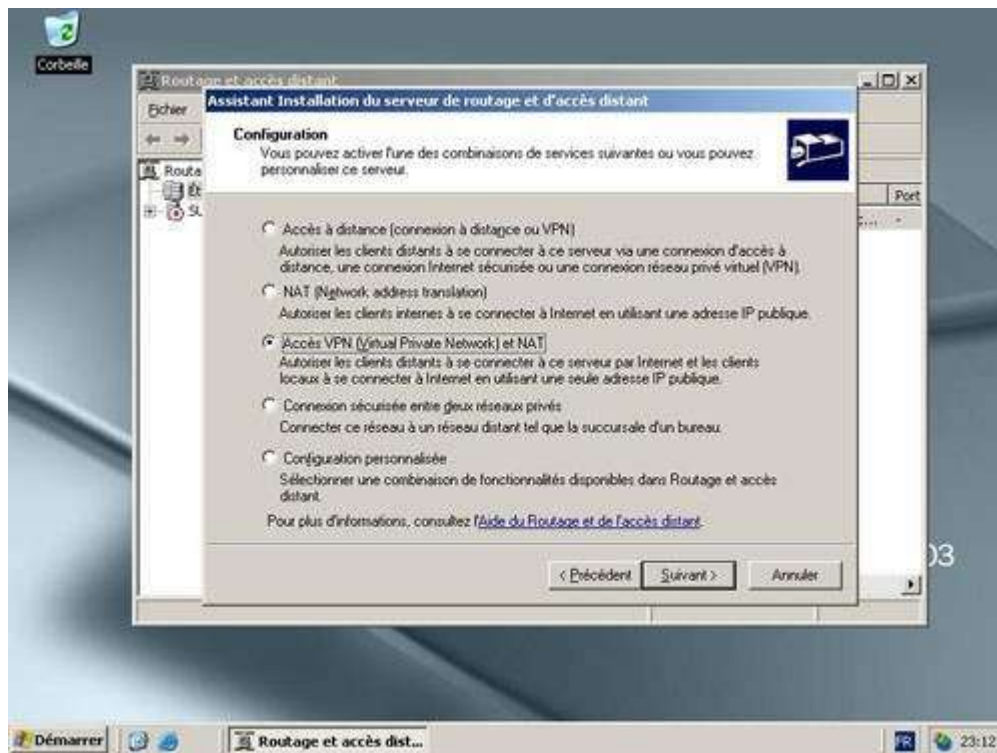 Corbeille
Routage et accès distant
Fichier
Assistant Installation du serveur de routage et d'accès distant
Configuration
Vous pouvez activer l'une des combinaisons de services suivantes ou vous pouvez
personnaliser ce serveur.
Routa
Ét
Port
Accès à distance (connexion à distance ou VPN)
Autoriser les clients distants à se connecter à ce serveur via une connexion d'accès à
distance, une connexion Internet sécurisée ou une connexion réseau privé virtuel (VPN).
NAT (Network address translation)
Autoriser les clients internes à se connecter à Internet en utilisant une adresse IP publique.
Accès VPN (Virtual Private Network) et NAT
Autoriser les clients distants à se connecter à ce serveur par Internet et les clients
locaux à se connecter à Internet en utilisant une seule adresse IP publique.
Connexion sécurisée entre deux réseaux privés
Connecter ce réseau à un réseau distant tel que la succursale d'un bureau.
Configuration personnalisée
Sélectionner une combinaison de fonctionnalités disponibles dans Routage et accès
distant.
Pour plus d'informations, consultez l'Aide du Routage et de l'accès distant.
< Précédent
Suivant >
Annuler
03
Démarrer
Routage et accès dist...
FR
23:12